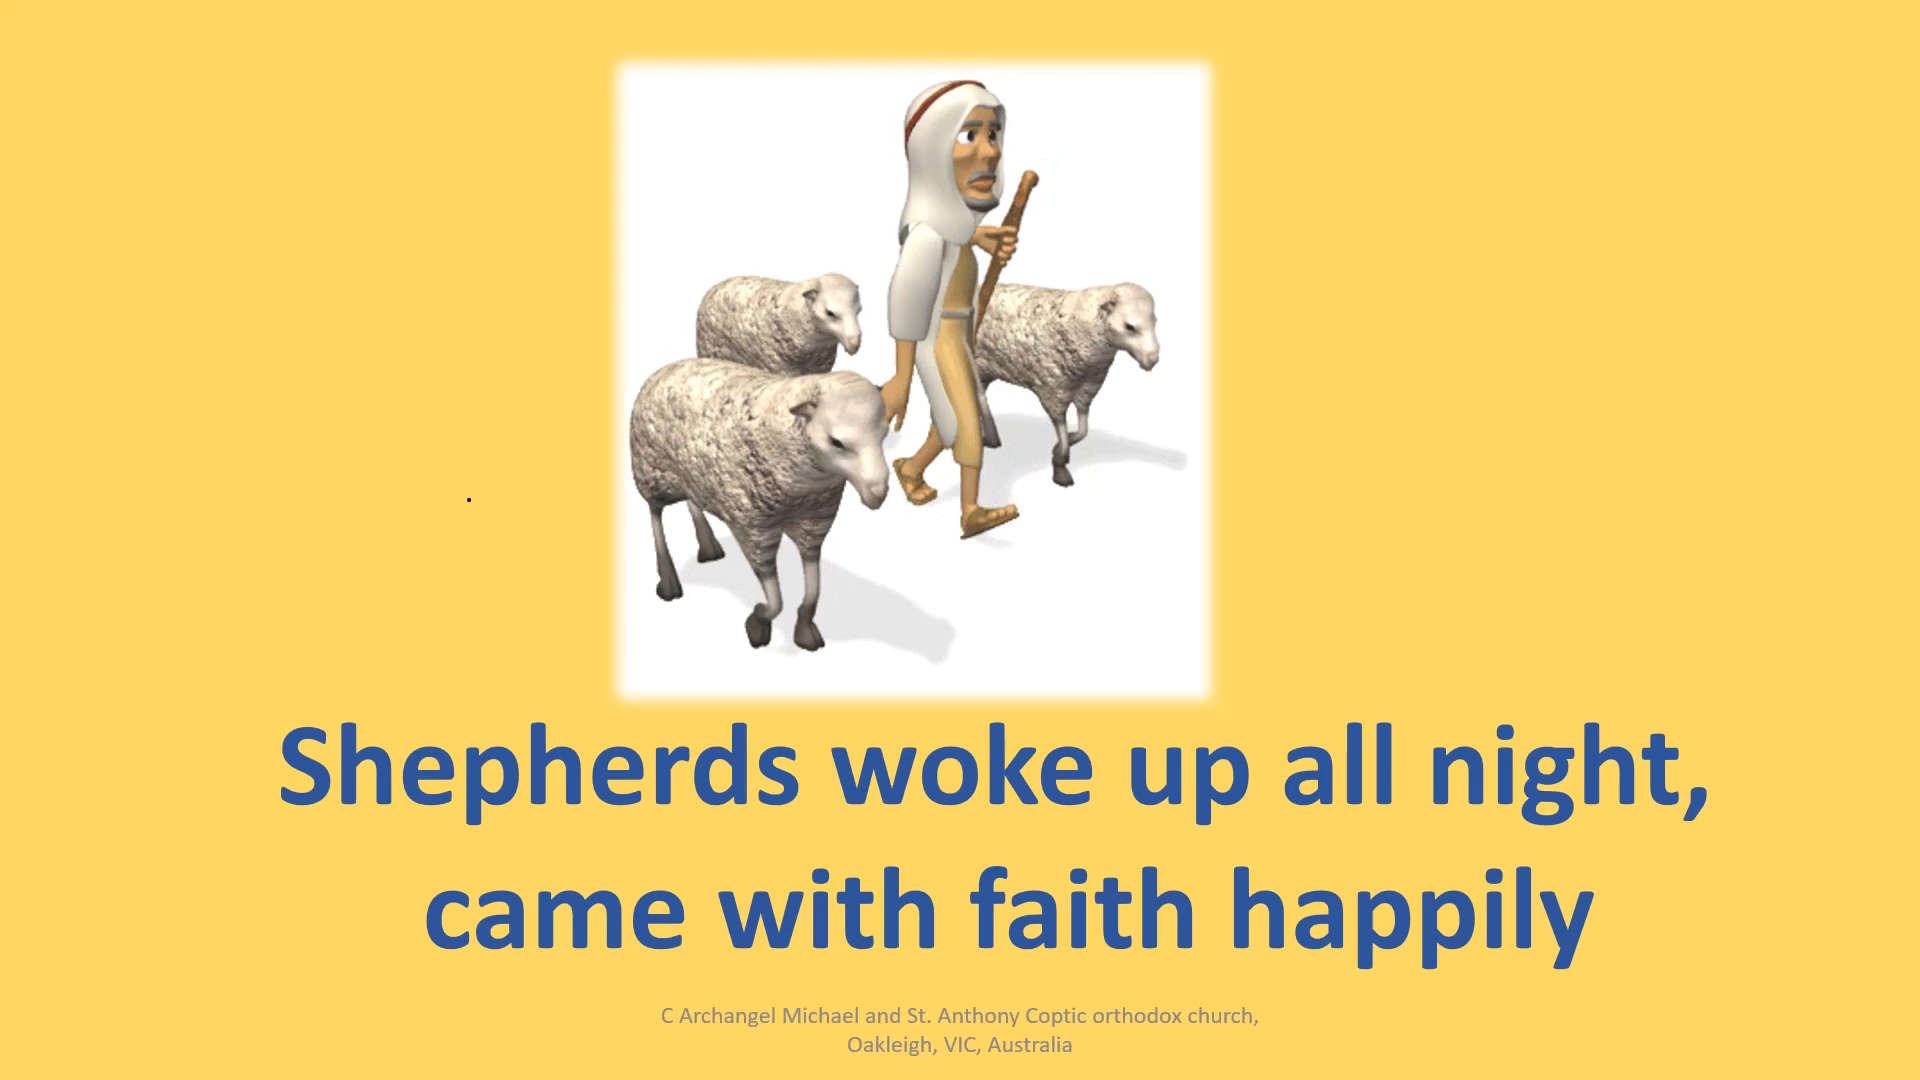 .
Shepherds woke up all night,
came with faith happily
C Archangel Michael and St. Anthony Coptic orthodox church,
Oakleigh, VIC, Australia